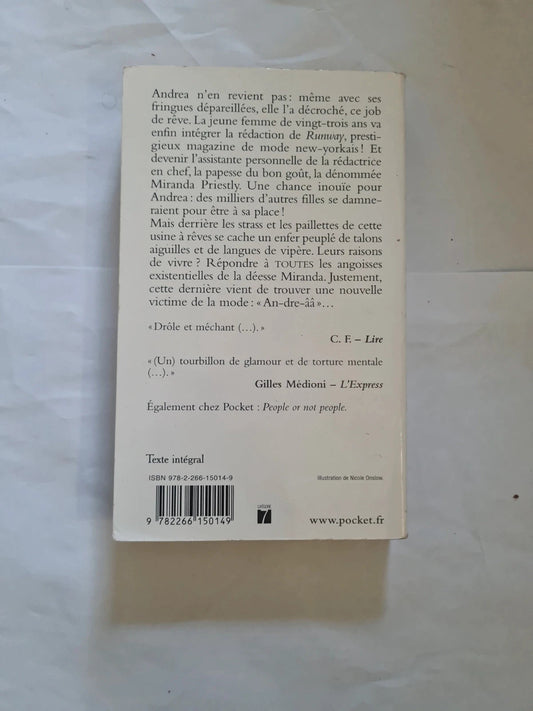 Andrea n'en revient pas : même avec ses
fringues dépareillées, elle l'a décroché, ce job
de rêve. La jeune femme de vingt-trois ans va
enfin intégrer la rédaction de Runway, presti-
gieux magazine de mode new-yorkais ! Et
devenir l'assistante personnelle de la rédactrice
en chef, la papesse du bon goût, la dénommée
Miranda Priestly. Une chance inouïe pour
Andrea : des milliers d'autres filles se damne-
raient pour être à sa place !
Mais derrière les strass et les paillettes de cette
usine à rêves se cache un enfer peuplé de talons
aiguilles et de langues de vipère. Leurs raisons
de vivre ? Répondre à TOUTES les angoisses
existentielles de la déesse Miranda. Justement,
cette dernière vient de trouver une nouvelle
victime de la mode : « An-dre-ââ »...
« Drôle et méchant (...). »
C. F. – Lire
« (Un) tourbillon de glamour et de torture mentale
(...). »
Gilles Médioni – L'Express
Également chez Pocket : People or not people.
Texte intégral
ISBN 978-2-266-15014-9
Illustration de Nicole Onslow.
9 782266 150149
7
www.pocket.fr